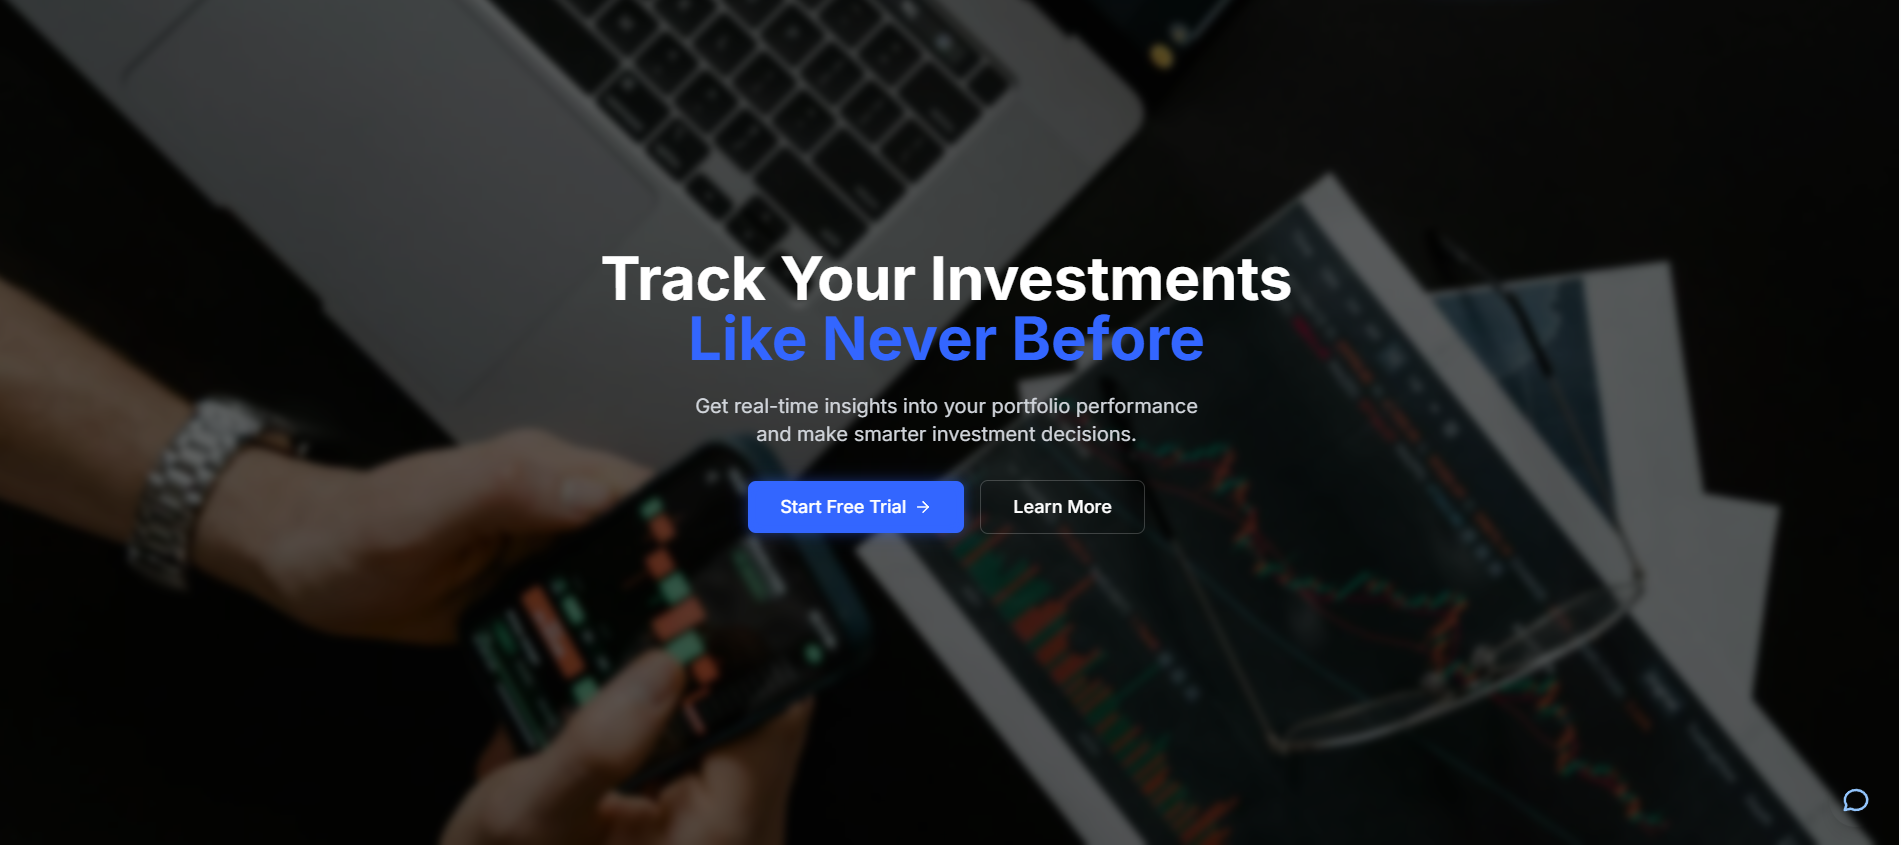 Track Your Investments
Like Never Before
Get real-time insights into your portfolio performance
and make smarter investment decisions.
Start Free Trial →
Learn More